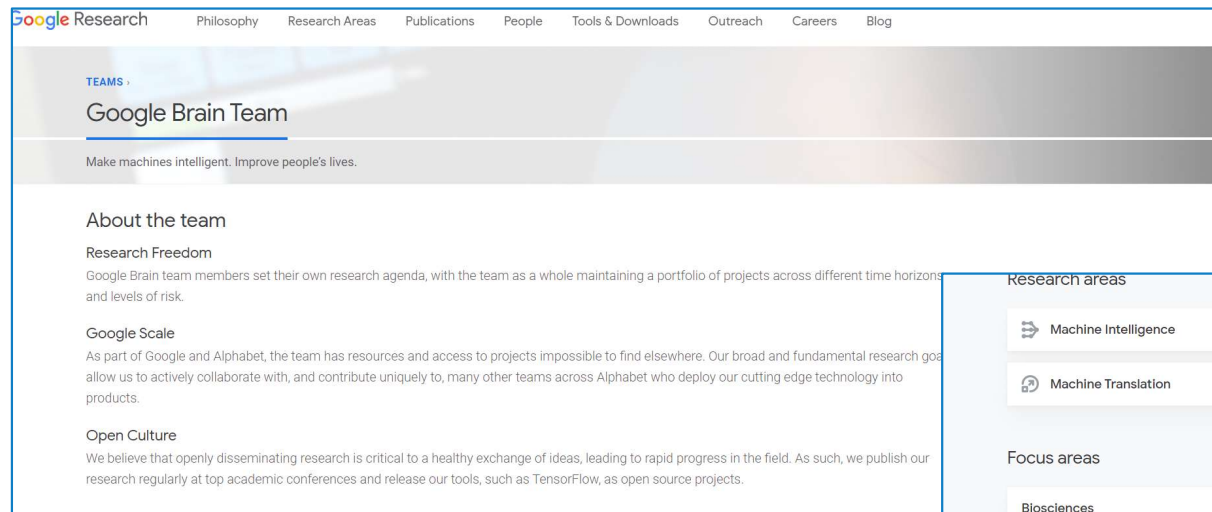 Google Research Philosophy Research Areas Publications People Tools & Downloads Outreach Careers Blog
TEAMS ›
Google Brain Team
Make machines intelligent. Improve people's lives.
About the team
Research Freedom
Google Brain team members set their own research agenda, with the team as a whole maintaining a portfolio of projects across different time horizons
and levels of risk.
Google Scale
As part of Google and Alphabet, the team has resources and access to projects impossible to find elsewhere. Our broad and fundamental research goa
allow us to actively collaborate with, and contribute uniquely to, many other teams across Alphabet who deploy our cutting edge technology into
products.
Open Culture
We believe that openly disseminating research is critical to a healthy exchange of ideas, leading to rapid progress in the field. As such, we publish our
research regularly at top academic conferences and release our tools, such as TensorFlow, as open source projects.
Research areas
Machine Intelligence
Machine Translation
Focus areas
Biosciences